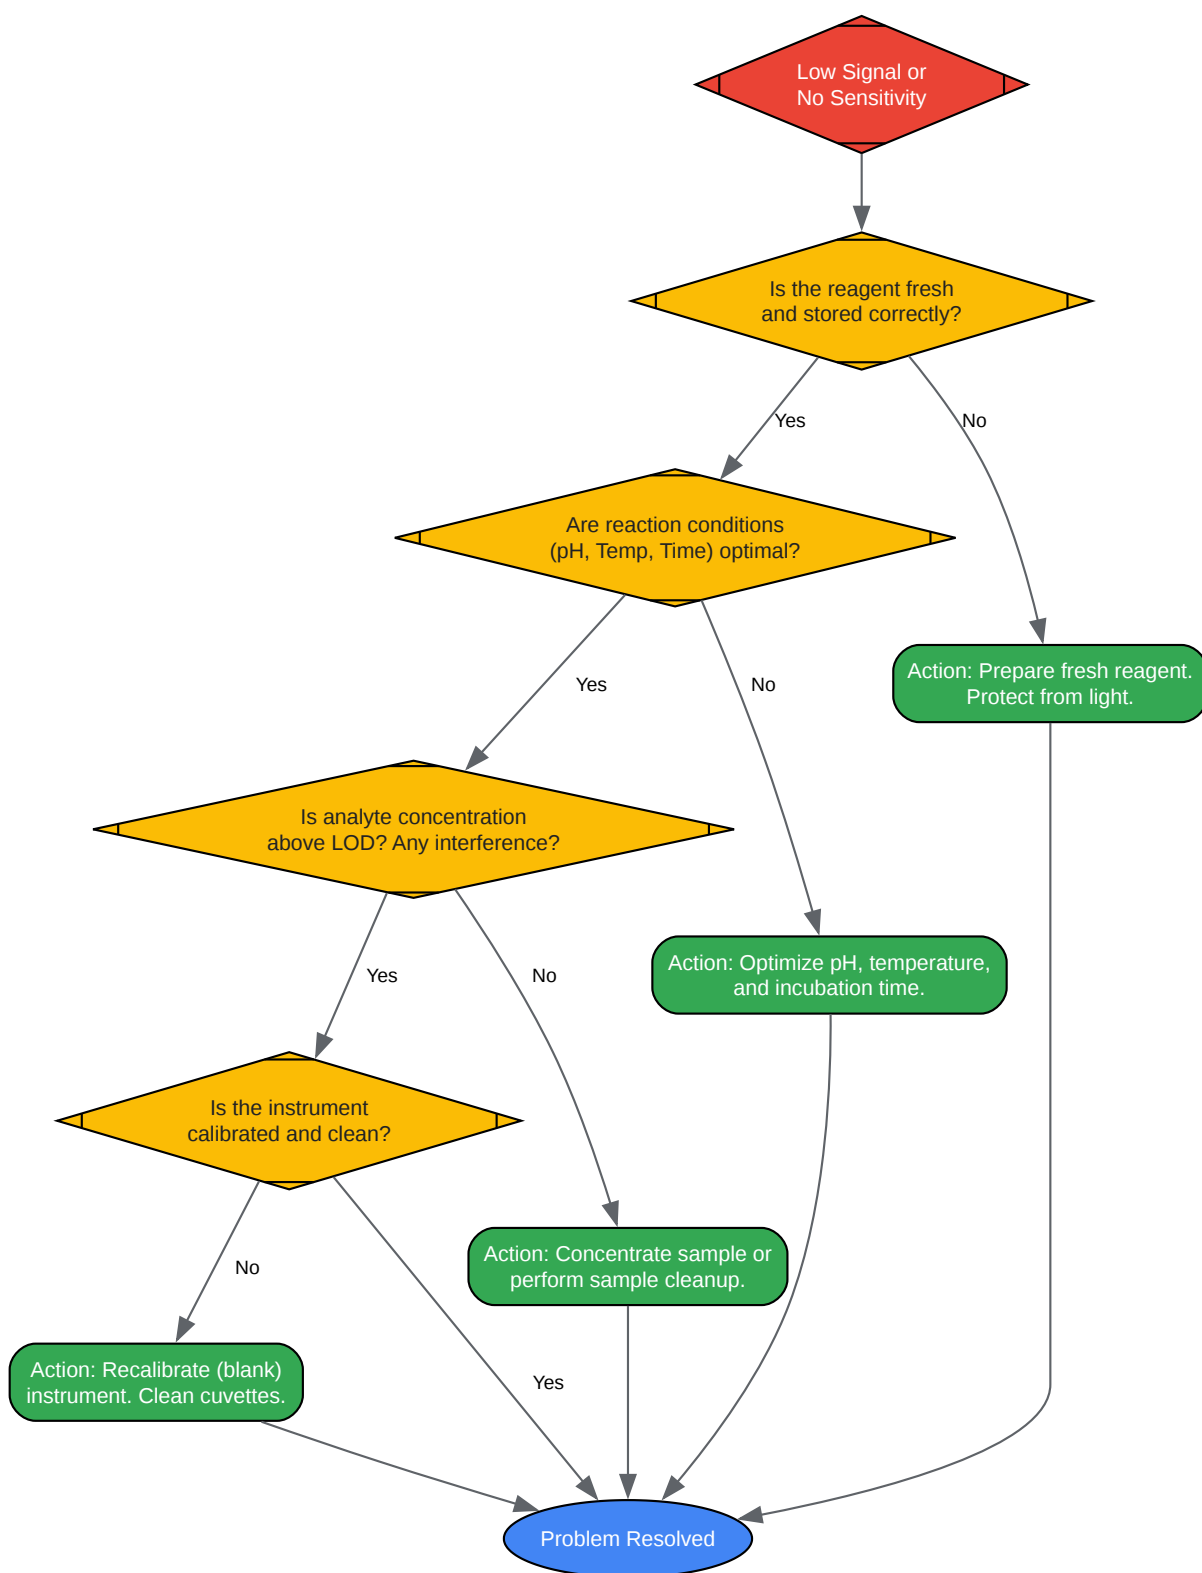 Low Signal or
No Sensitivity
Is the reagent fresh
and stored correctly?
Yes
No
Are reaction conditions
(pH, Temp, Time) optimal?
Yes
No
Action: Prepare fresh reagent.
Protect from light.
Is analyte concentration
above LOD? Any interference?
Yes
No
Action: Optimize pH, temperature,
and incubation time.
Is the instrument
calibrated and clean?
No
Yes
Action: Concentrate sample or
perform sample cleanup.
Action: Recalibrate (blank)
instrument. Clean cuvettes.
Problem Resolved